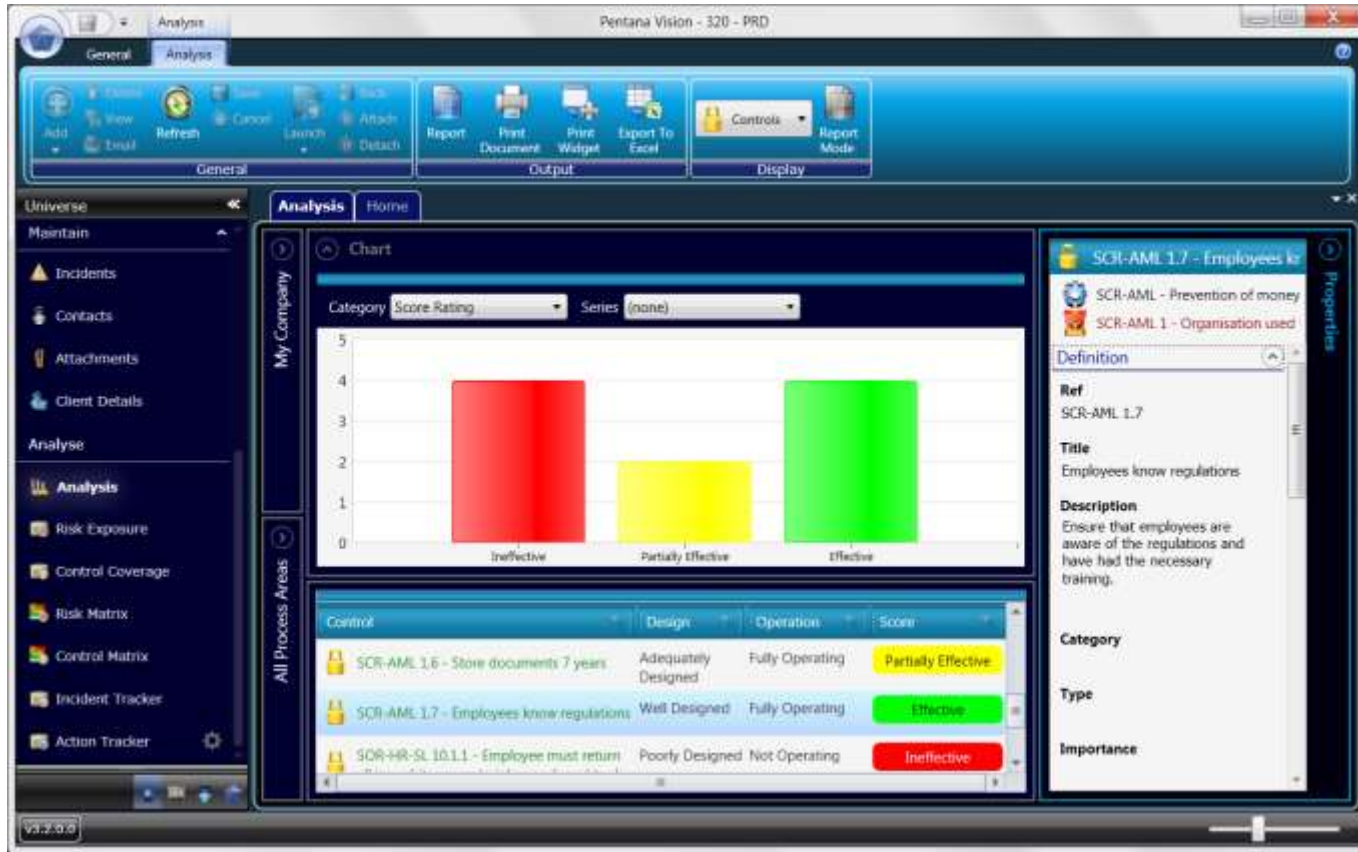 Analysis
Pentana Vision - 320 - PRD
General Analysis
Add
Delete
View
Email
Refresh
Save
Cancel
Launch
Back
Attach
Detach
General
Report
Print Document
Print Widget
Export To Excel
Output
Controls
Report Mode
Display
Universe
Maintain
Incidents
Contacts
Attachments
Client Details
Analyse
Analysis
Risk Exposure
Control Coverage
Risk Matrix
Control Matrix
Incident Tracker
Action Tracker
v3.2.0.0
Analysis Home
My Company
All Process Areas
Chart
Category Score Rating Series (none)
5
4
3
2
1
0
Ineffective Partially Effective Effective
Control Design Operation Score
SCR-AML 1.6 - Store documents 7 years Adequately Designed Fully Operating Partially Effective
SCR-AML 1.7 - Employees know regulations Well Designed Fully Operating Effective
SOR-HR-SL 10.1.1 - Employee must return Poorly Designed Not Operating Ineffective
SCR-AML 1.7 - Employees kr
SCR-AML - Prevention of money
SCR-AML 1 - Organisation used
Properties
Definition
Ref
SCR-AML 1.7
Title
Employees know regulations
Description
Ensure that employees are
aware of the regulations and
have had the necessary
training.
Category
Type
Importance